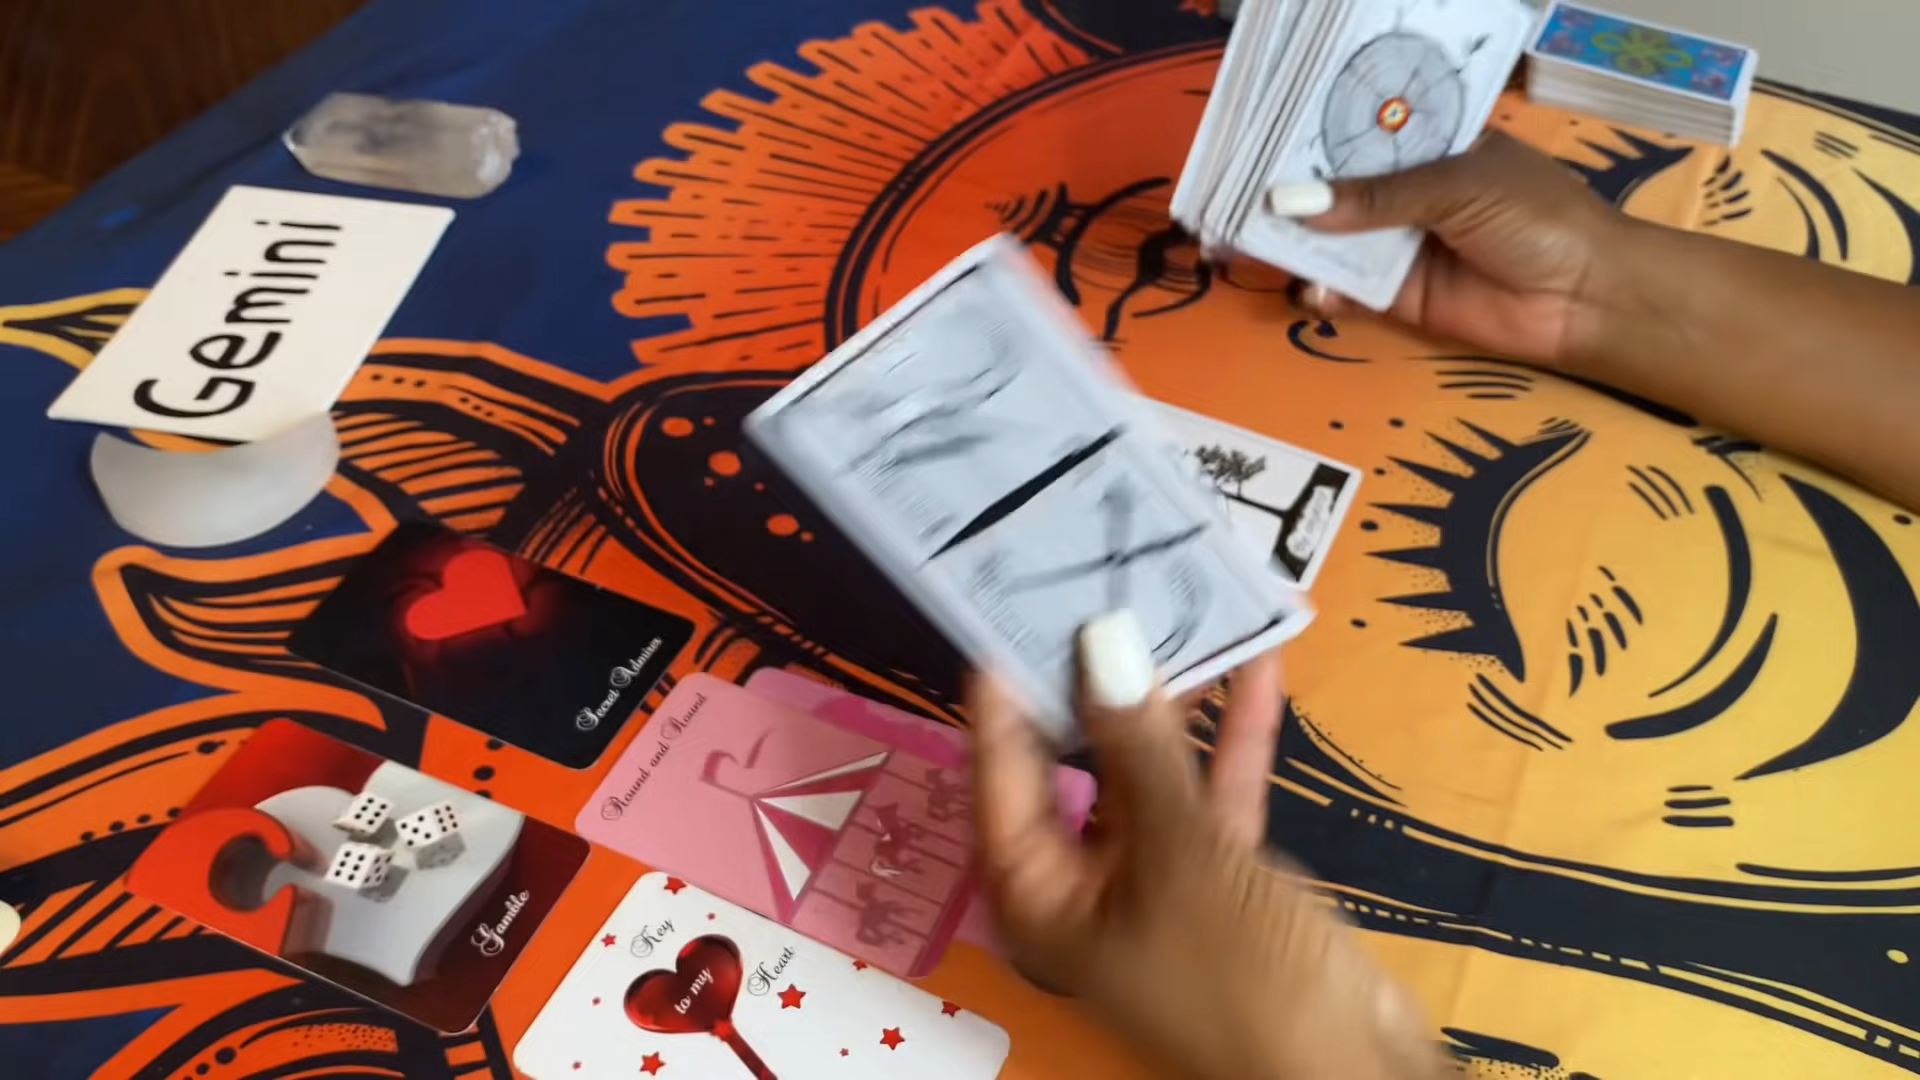 Gemini
Secret Admirer
Round and Round
Gamble
Key
to my
Heart